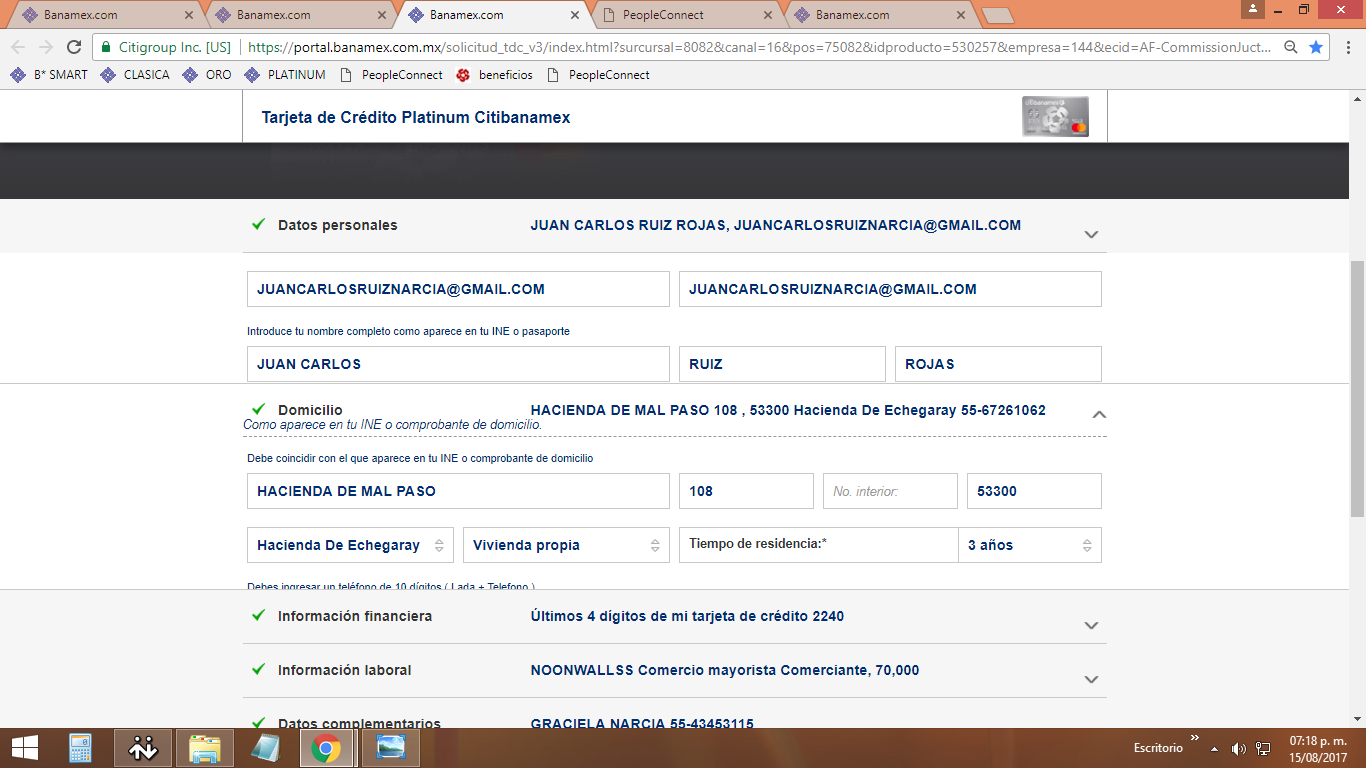 Banamex.com
Banamex.com
Banamex.com
PeopleConnect
Banamex.com
Citigroup Inc. [US]
https://portal.banamex.com.mx/solicitud_tdc_v3/index.html?surcursal=8082&canal=16&pos=75082&idproducto=530257&empresa=144&ecid=AF-CommissionJuct...
B* SMART CLASICA ORO PLATINUM PeopleConnect beneficios PeopleConnect
Tarjeta de Crédito Platinum Citibanamex
citibanamex
Datos personales JUAN CARLOS RUIZ ROJAS, JUANCARLOSRUIZNARCIA@GMAIL.COM
JUANCARLOSRUIZNARCIA@GMAIL.COM JUANCARLOSRUIZNARCIA@GMAIL.COM
Introduce tu nombre completo como aparece en tu INE o pasaporte
JUAN CARLOS RUIZ ROJAS
Domicilio HACIENDA DE MAL PASO 108 , 53300 Hacienda De Echegaray 55-67261062
Como aparece en tu INE o comprobante de domicilio.
Debe coincidir con el que aparece en tu INE o comprobante de domicilio
HACIENDA DE MAL PASO 108 No. interior: 53300
Hacienda De Echegaray Vivienda propia Tiempo de residencia:* 3 años
Debes ingresar un teléfono de 10 dígitos ( Lada + Telefono )
Información financiera Últimos 4 dígitos de mi tarjeta de crédito 2240
Información laboral NOONWALLSS Comercio mayorista Comerciante, 70,000
Datos complementarios GRACIELA NARCIA 55-43453115
Escritorio
07:18 p. m.
15/08/2017